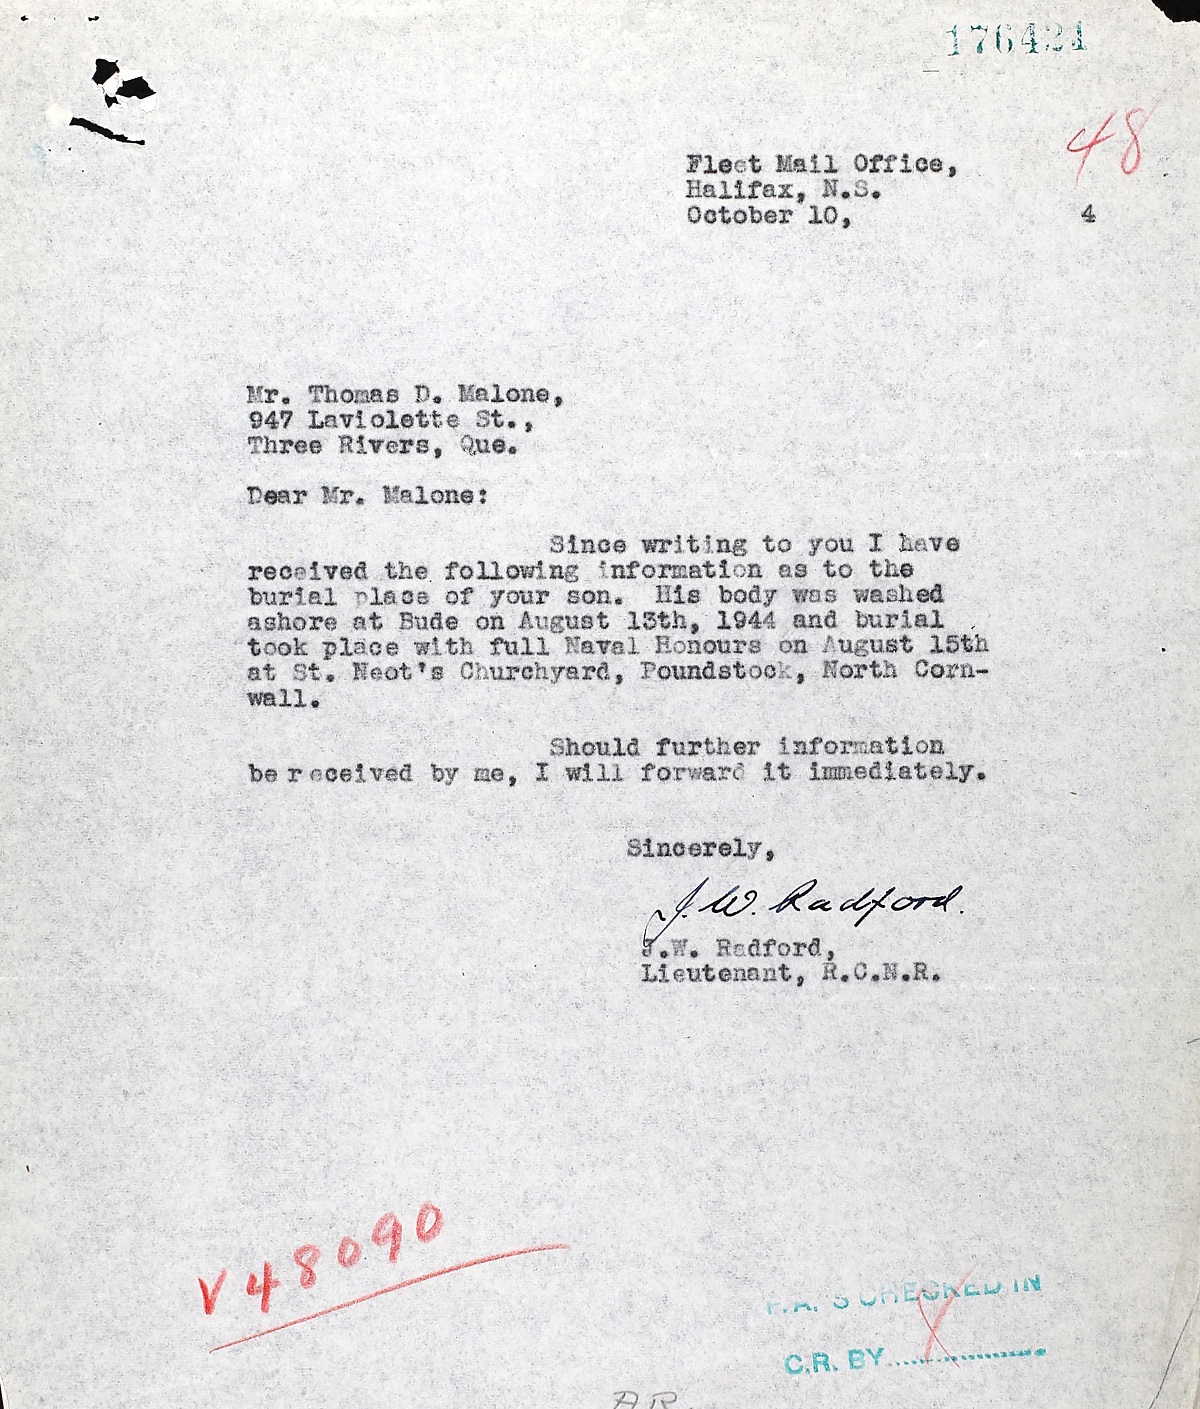 176424
48
Fleet Mail Office,
Halifax, N.S.
October 10, 4
Mr. Thomas D. Malone,
947 Laviolette St.,
Three Rivers, Que.
Dear Mr. Malone:
Since writing to you I have
received the following information as to the
burial place of your son. His body was washed
ashore at Bude on August 13th, 1944 and burial
took place with full Naval Honours on August 15th
at St. Neot's Churchyard, Poundstock, North Corn-
wall.
Should further information
be received by me, I will forward it immediately.
Sincerely,
J.W. Radford.
J.W. Radford,
Lieutenant, R.C.N.R.
V48090
P.A.'S CHECKED IN
C.R. BY....................
AR